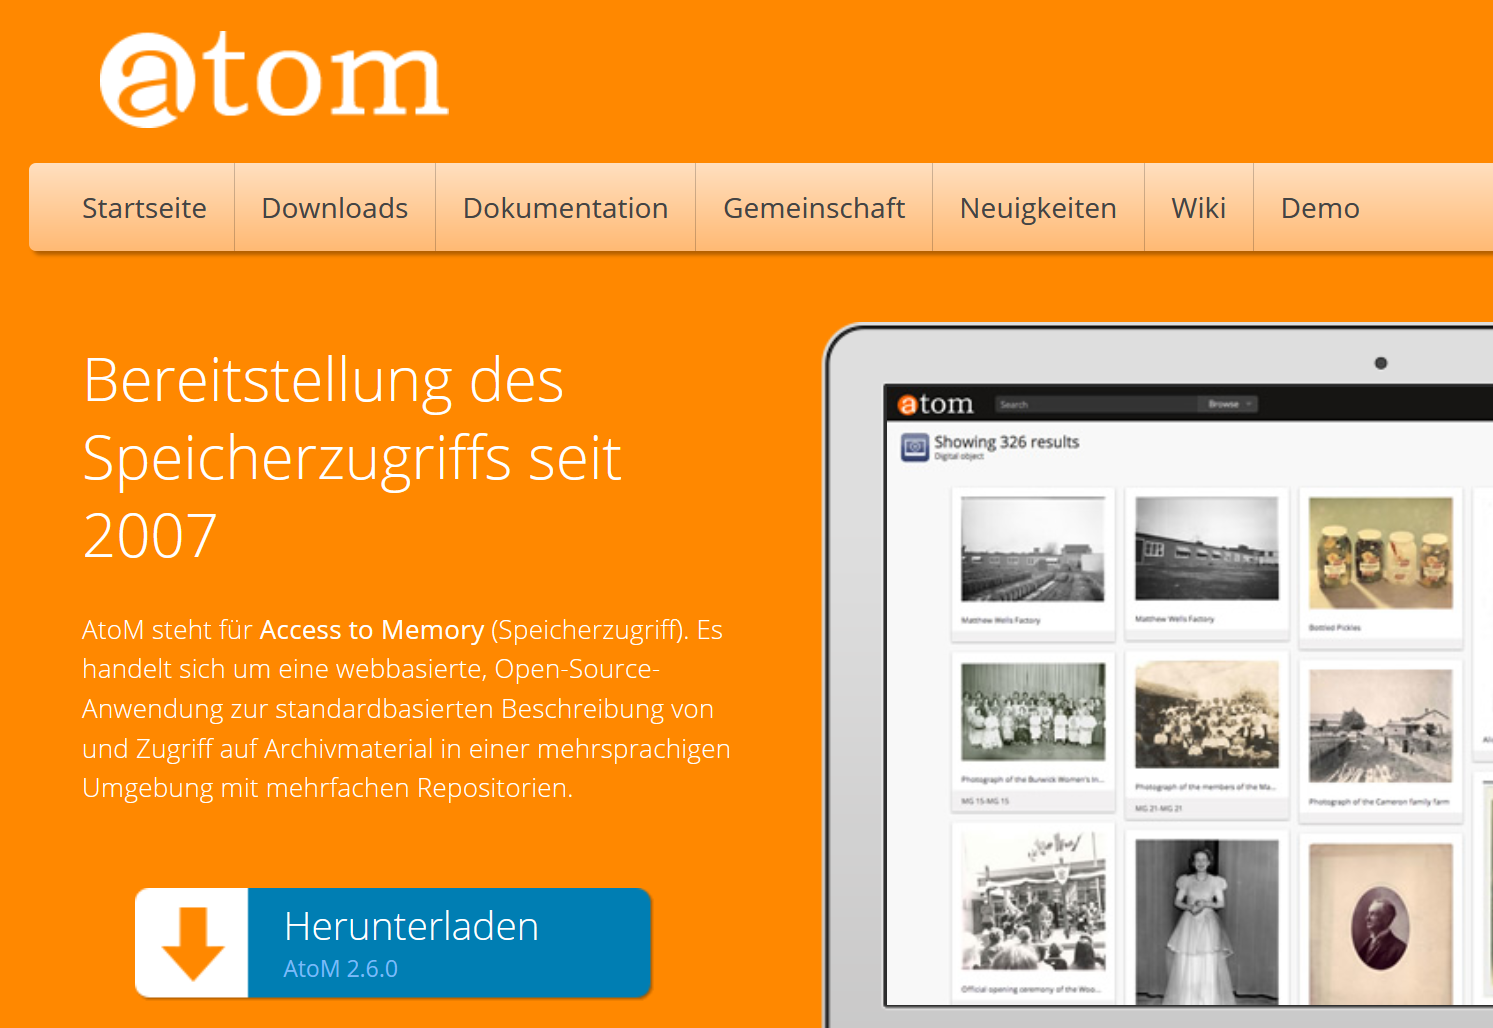 atom
Startseite Downloads Dokumentation Gemeinschaft Neuigkeiten Wiki Demo
Bereitstellung des
Speicherzugriffs seit
2007
AtoM steht für Access to Memory (Speicherzugriff). Es
handelt sich um eine webbasierte, Open-Source-
Anwendung zur standardbasierten Beschreibung von
und Zugriff auf Archivmaterial in einer mehrsprachigen
Umgebung mit mehrfachen Repositorien.
Herunterladen
AtoM 2.6.0
atom Search Browse
Showing 326 results
Digital object
Matthew Wells Factory
Matthew Wells Factory
Bottled Pickles
Photograph of the Burwick Women's In...
MG 15-MG 15
Photograph of the members of the Ma...
MG 21-MG 21
Photograph of the Cameron family farm
Official opening ceremony of the Woo...